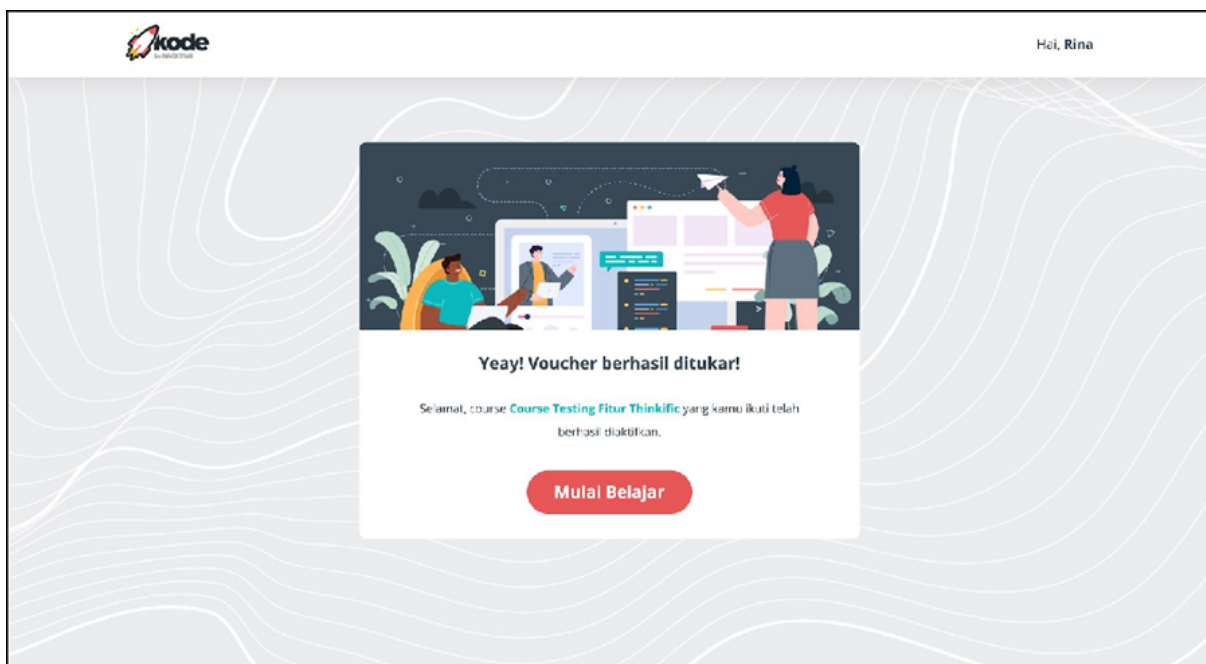 kode
Hai, Rina
Yeay! Voucher berhasil ditukar!
Selamat, course Course Testing Fitur Thinkific yang kamu ikuti telah
berhasil diaktifkan.
Mulai Belajar